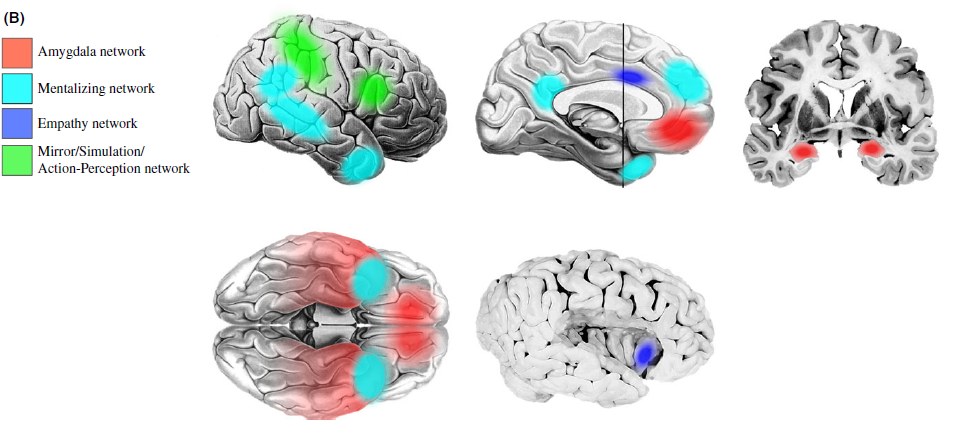 (B)
Amygdala network
Mentalizing network
Empathy network
Mirror/Simulation/
Action-Perception network